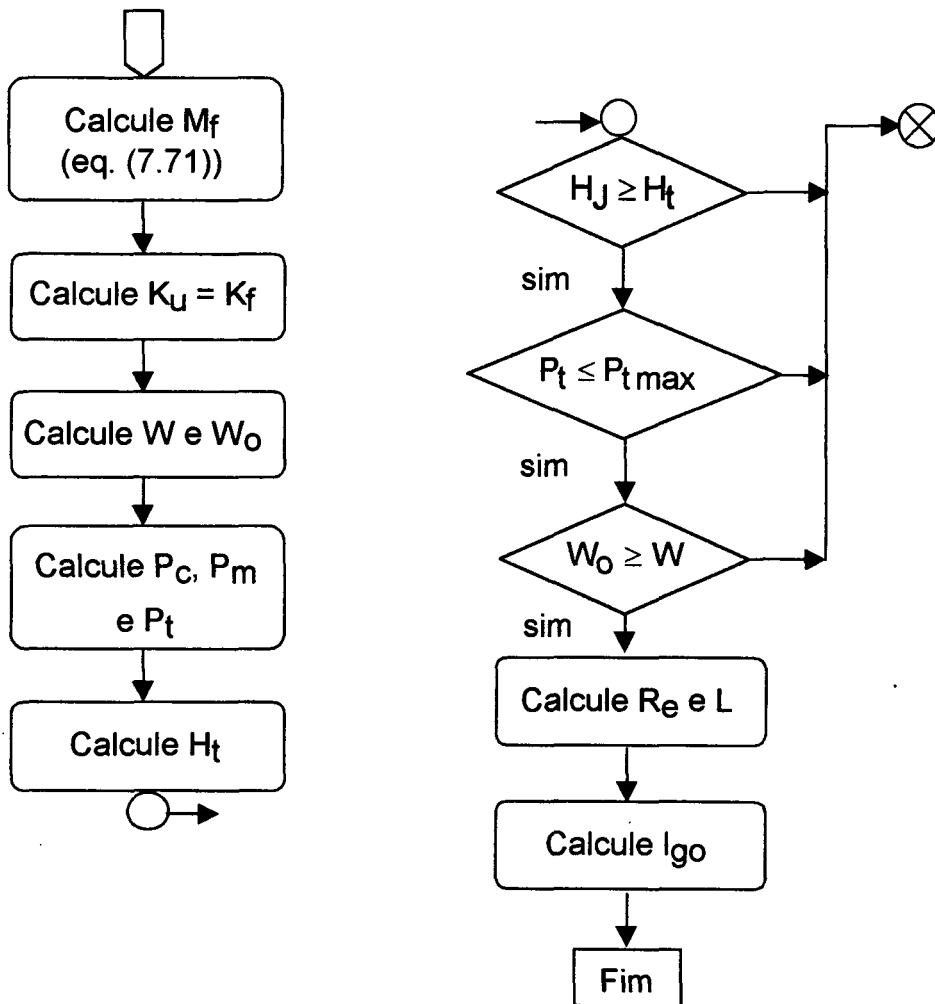 Calcule Mf
(eq. (7.71))
Calcule Ku = Kf
Calcule W e Wo
Calcule Pc, Pm
e Pt
Calcule Ht
HJ ≥ Ht
sim
Pt ≤ Pt max
sim
Wo ≥ W
sim
Calcule Re e L
Calcule Igo
Fim